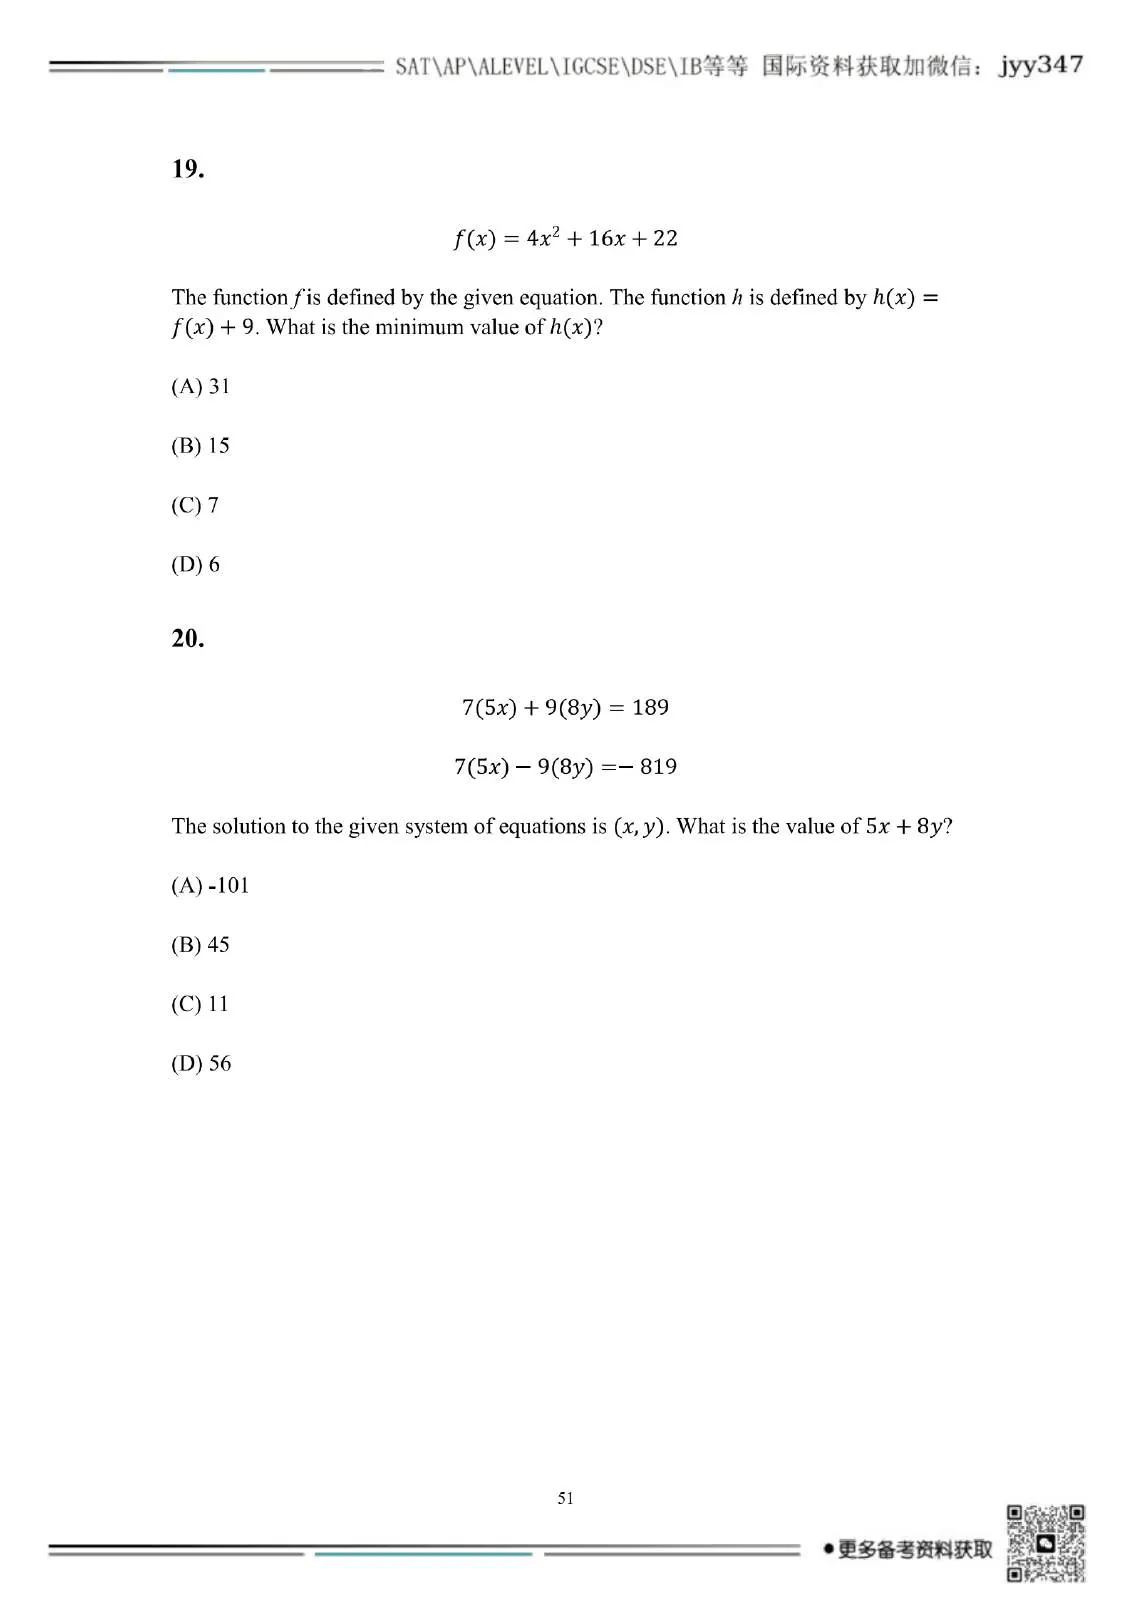 SAT\AP\ALEVEL\IGCSE\DSE\IB等等 国际资料获取加微信: jyy347
19.
f(x) = 4x² + 16x + 22
The function f is defined by the given equation. The function h is defined by h(x) =
f(x) + 9. What is the minimum value of h(x)?
(A) 31
(B) 15
(C) 7
(D) 6
20.
7(5x) + 9(8y) = 189
7(5x) − 9(8y) =− 819
The solution to the given system of equations is (x, y). What is the value of 5x + 8y?
(A) -101
(B) 45
(C) 11
(D) 56
51
●更多备考资料获取